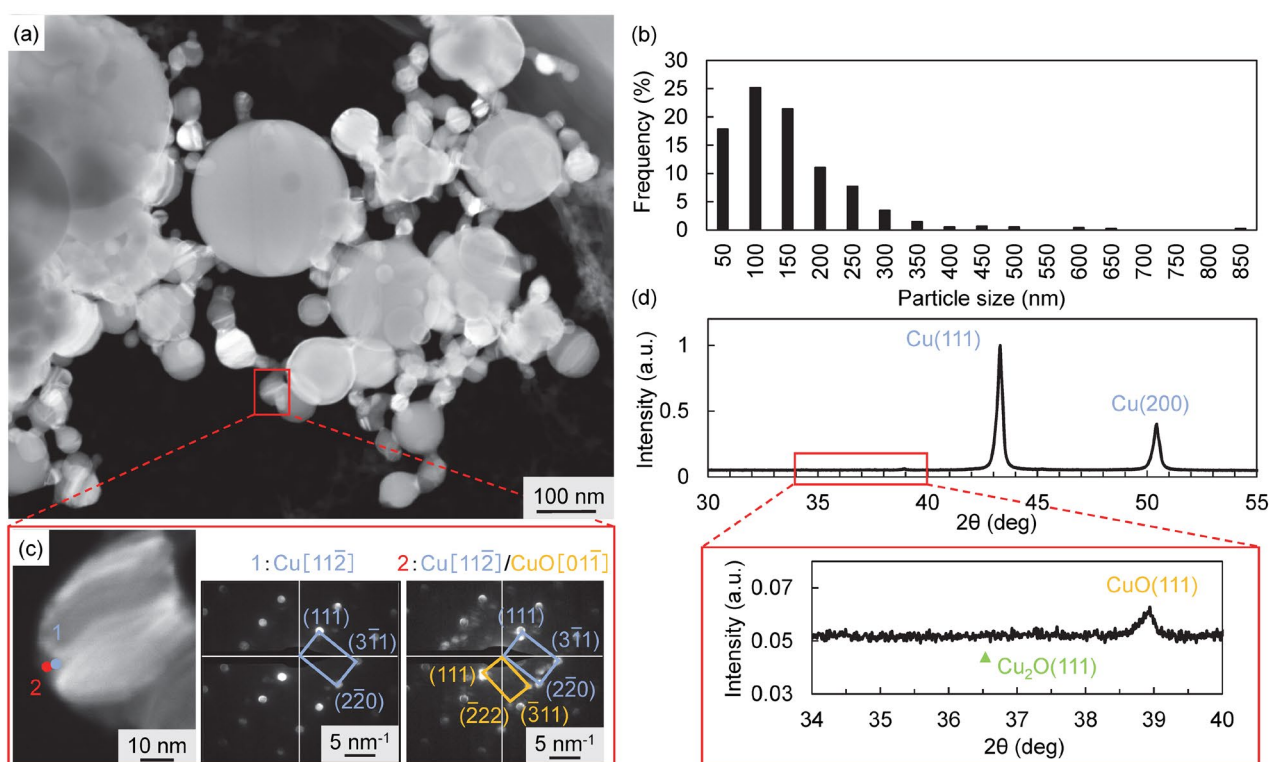 (a)
100 nm
(b)
Frequency (%)
30
25
20
15
10
5
0
50 100 150 200 250 300 350 400 450 500 550 600 650 700 750 800 850
Particle size (nm)
(c)
1
2
10 nm
1:Cu[112̅]
(111)
(31̅1)
(22̅0)
5 nm⁻¹
2:Cu[112̅]/CuO[011̅]
(111)
(31̅1)
(111)
(22̅0)
(2̅22)
(3̅11)
5 nm⁻¹
(d)
Intensity (a.u.)
1
0.5
0
Cu(111)
Cu(200)
30 35 40 45 50 55
2θ (deg)
Intensity (a.u.)
0.07
0.05
0.03
CuO(111)
Cu₂O(111)
34 35 36 37 38 39 40
2θ (deg)